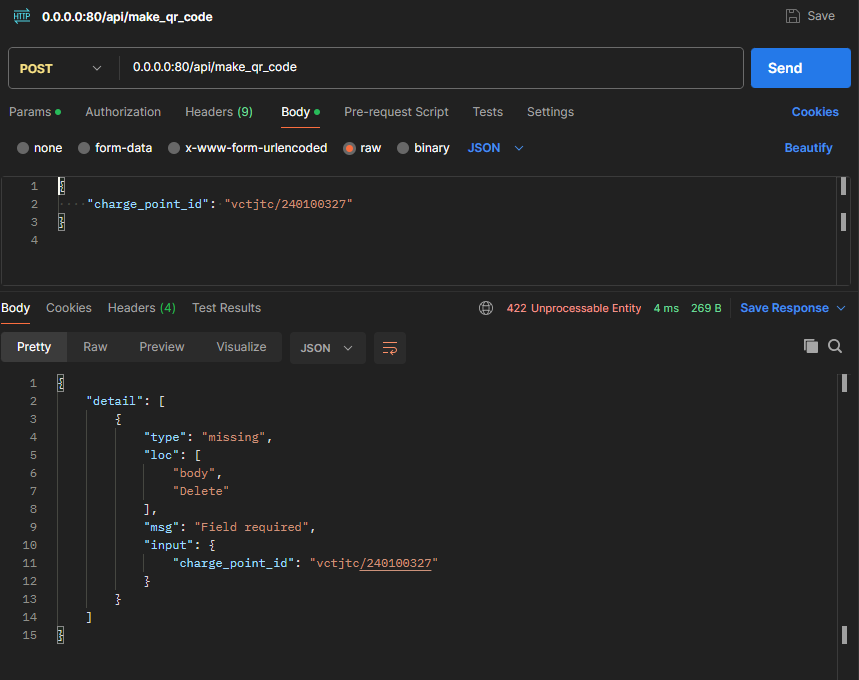 HTTP 0.0.0.0:80/api/make_qr_code Save
POST 0.0.0.0:80/api/make_qr_code Send
Params Authorization Headers (9) Body Pre-request Script Tests Settings Cookies
none form-data x-www-form-urlencoded raw binary JSON Beautify
1 {
2 ····"charge_point_id":·"vctjtc/240100327"
3 }
4
Body Cookies Headers (4) Test Results 422 Unprocessable Entity 4 ms 269 B Save Response
Pretty Raw Preview Visualize JSON
1 {
2 "detail": [
3 {
4 "type": "missing",
5 "loc": [
6 "body",
7 "Delete"
8 ],
9 "msg": "Field required",
10 "input": {
11 "charge_point_id": "vctjtc/240100327"
12 }
13 }
14 ]
15 }